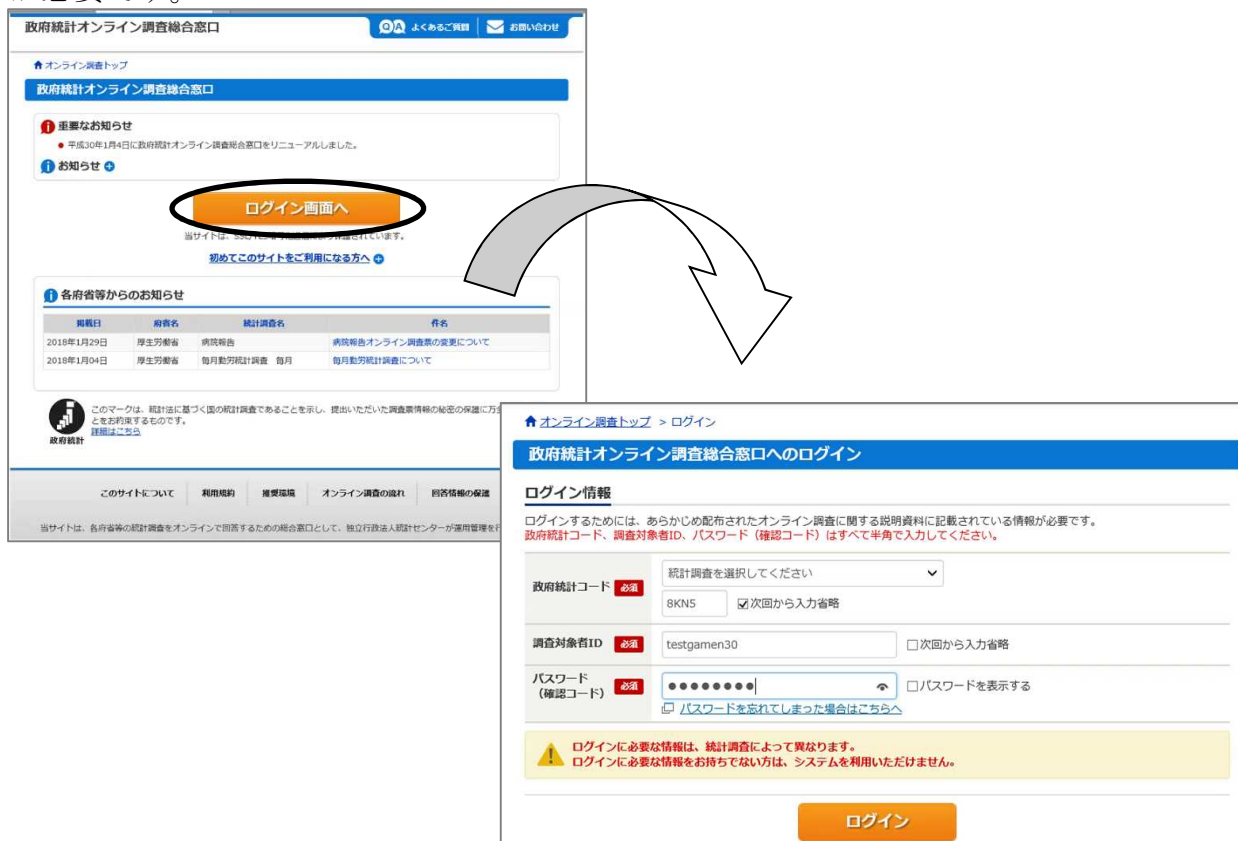 政府統計オンライン調査総合窓口
QA よくあるご質問
お問い合わせ
オンライン調査トップ
政府統計オンライン調査総合窓口
重要なお知らせ
平成30年1月4日に政府統計オンライン調査総合窓口をリニューアルしました。
お知らせ
ログイン画面へ
当サイトは、
されています。
初めてこのサイトをご利用になる方へ
各府省等からのお知らせ
掲載日 府省名 統計調査名 件名
2018年1月29日 厚生労働省 病院報告 病院報告オンライン調査票の変更について
2018年1月04日 厚生労働省 毎月勤労統計調査 毎月 毎月勤労統計調査について
このマークは、統計法に基づく国の統計調査であることを示し、提出いただいた調査票情報の秘密の保護に万全
とをお約束するものです。
詳細はこちら
政府統計
このサイトについて 利用規約 推奨環境 オンライン調査の流れ 回答情報の保護
当サイトは、各府省等の統計調査をオンラインで回答するための総合窓口として、独立行政法人統計センターが運用管理を行
オンライン調査トップ > ログイン
政府統計オンライン調査総合窓口へのログイン
ログイン情報
ログインするためには、あらかじめ配布されたオンライン調査に関する説明資料に記載されている情報が必要です。
政府統計コード、調査対象者ID、パスワード（確認コード）はすべて半角で入力してください。
政府統計コード 必須
統計調査を選択してください
8KN5 次回から入力省略
調査対象者ID 必須 testgamen30 次回から入力省略
パスワード
（確認コード） 必須 ●●●●●●●● パスワードを表示する
パスワードを忘れてしまった場合はこちらへ
ログインに必要な情報は、統計調査によって異なります。
ログインに必要な情報をお持ちでない方は、システムを利用いただけません。
ログイン